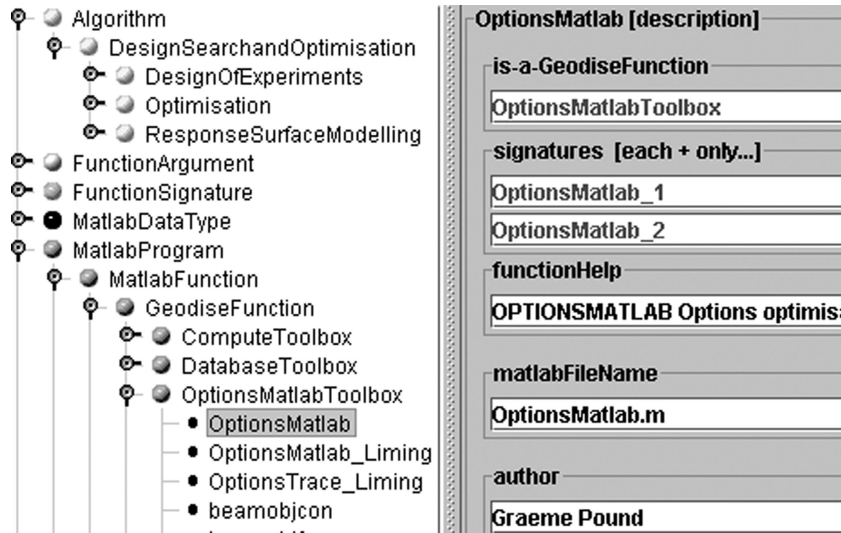 Algorithm
DesignSearchandOptimisation
DesignOfExperiments
Optimisation
ResponseSurfaceModelling
FunctionArgument
FunctionSignature
MatlabDataType
MatlabProgram
MatlabFunction
GeodiseFunction
ComputeToolbox
DatabaseToolbox
OptionsMatlabToolbox
OptionsMatlab
OptionsMatlab_Liming
OptionsTrace_Liming
beamobjcon
OptionsMatlab [description]
is-a-GeodiseFunction
OptionsMatlabToolbox
signatures [each + only...]
OptionsMatlab_1
OptionsMatlab_2
functionHelp
OPTIONSMATLAB Options optimis
matlabFileName
OptionsMatlab.m
author
Graeme Pound